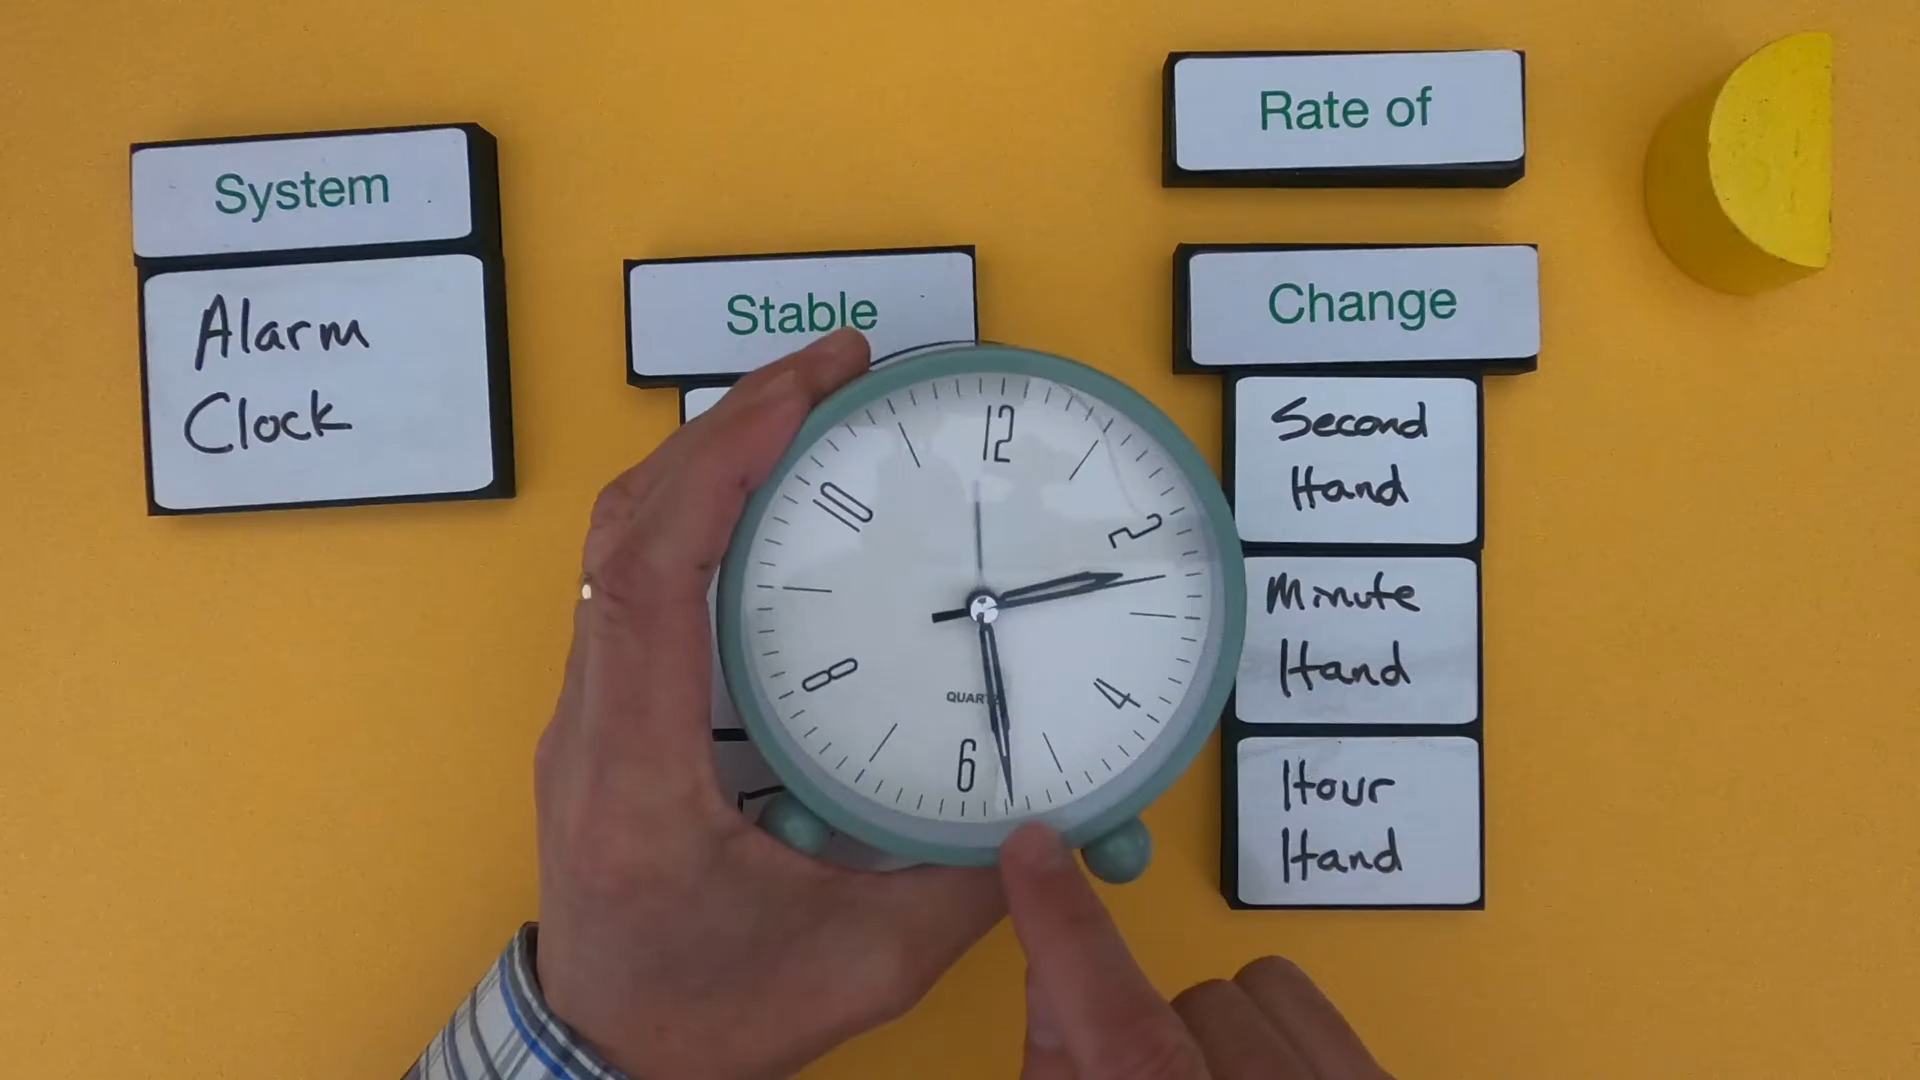 System
Alarm
Clock
Stable
Rate of
Change
Second
Hand
Minute
Hand
Hour
Hand
12
2
4
6
8
10